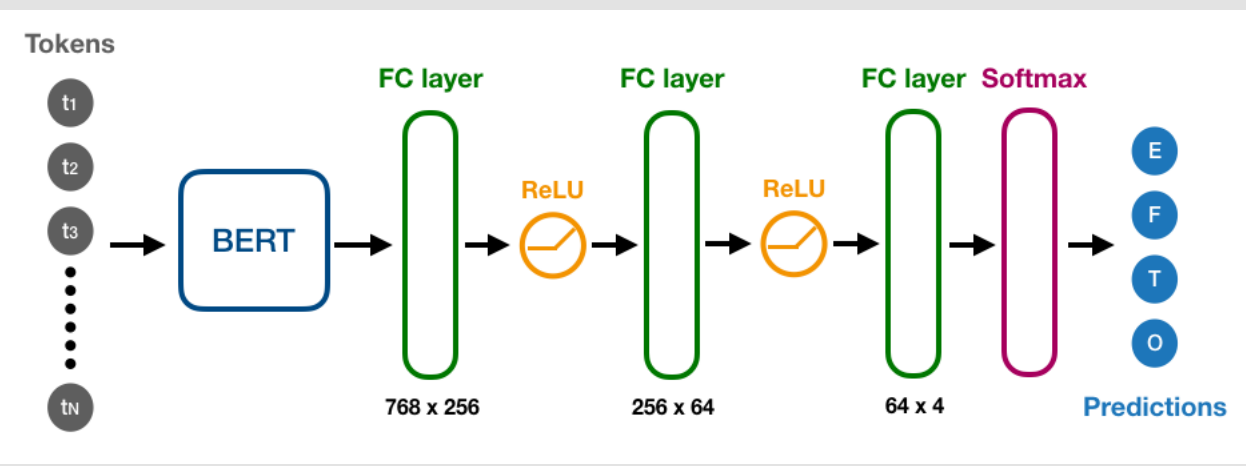 Tokens
t1
t2
t3
tN
BERT
FC layer
768 x 256
ReLU
FC layer
256 x 64
ReLU
FC layer
64 x 4
Softmax
E
F
T
O
Predictions